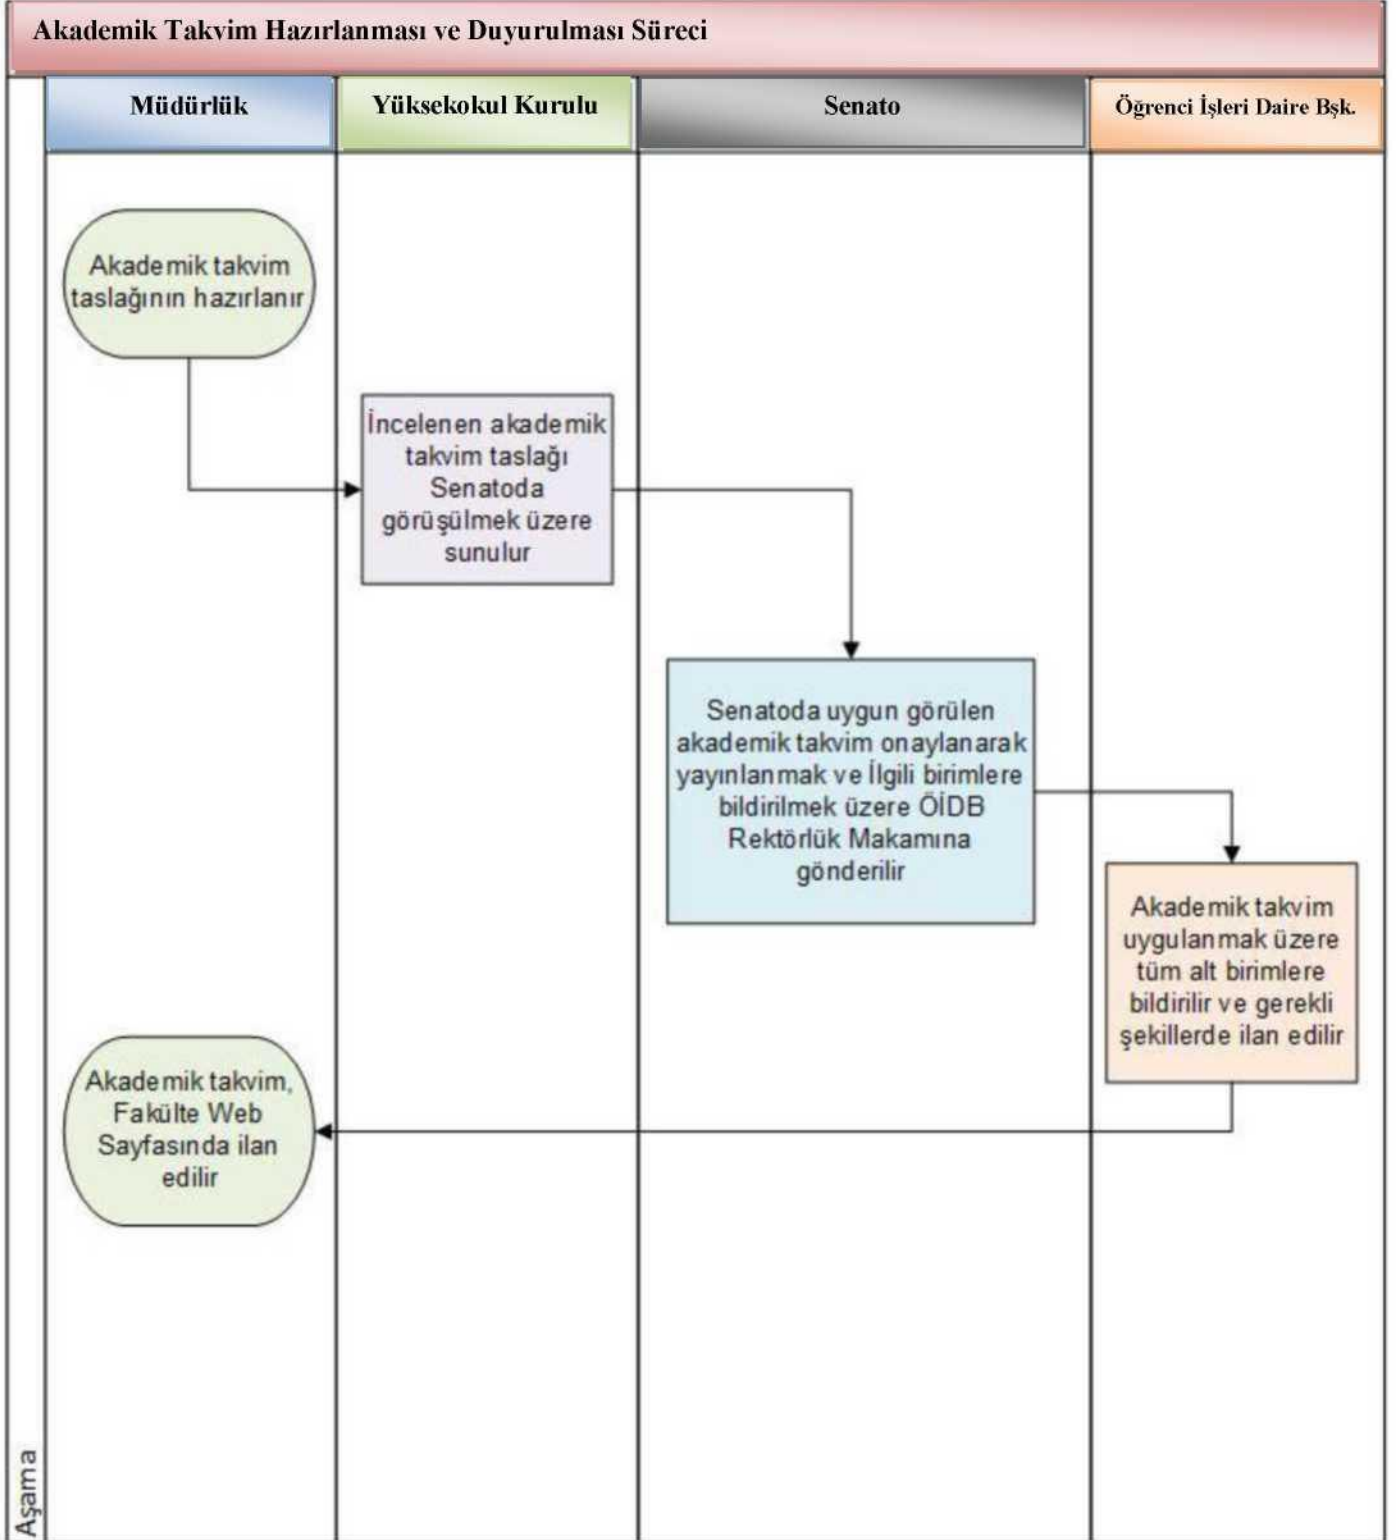 Akademik Takvim Hazırlanması ve Duyurulması Süreci
Müdürlük
Yüksekokul Kurulu
Senato
Öğrenci İşleri Daire Bşk.
Akademik takvim
taslağının hazırlanır
İncelenen akademik
takvim taslağı
Senatoda
görüşülmek üzere
sunulur
Senatoda uygun görülen
akademik takvim onaylanarak
yayınlanmak ve İlgili birimlere
bildirilmek üzere ÖİDB
Rektörlük Makamına
gönderilir
Akademik takvim
uygulanmak üzere
tüm alt birimlere
bildirilir ve gerekli
şekillerde ilan edilir
Akademik takvim,
Fakülte Web
Sayfasında ilan
edilir
Aşama